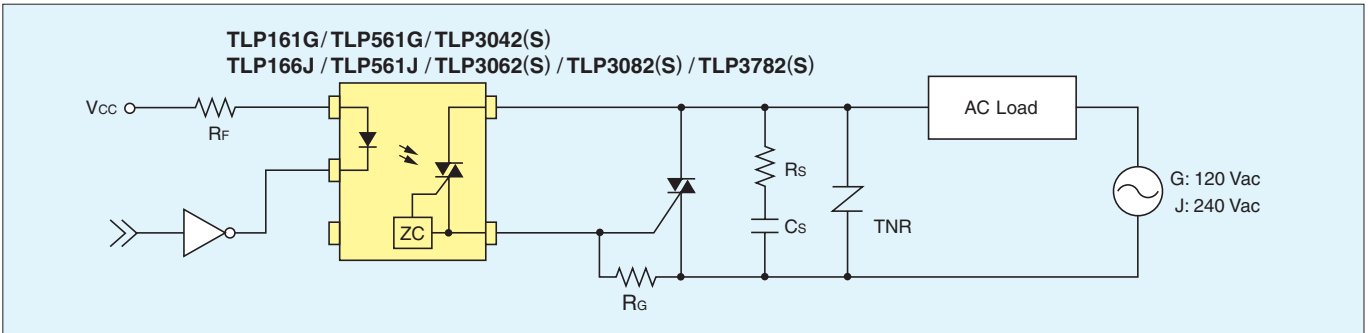 TLP161G/TLP561G/TLP3042(S)
TLP166J / TLP561J / TLP3062(S) / TLP3082(S) / TLP3782(S)
VCC
RF
ZC
RG
RS
CS
TNR
AC Load
G: 120 Vac
J: 240 Vac